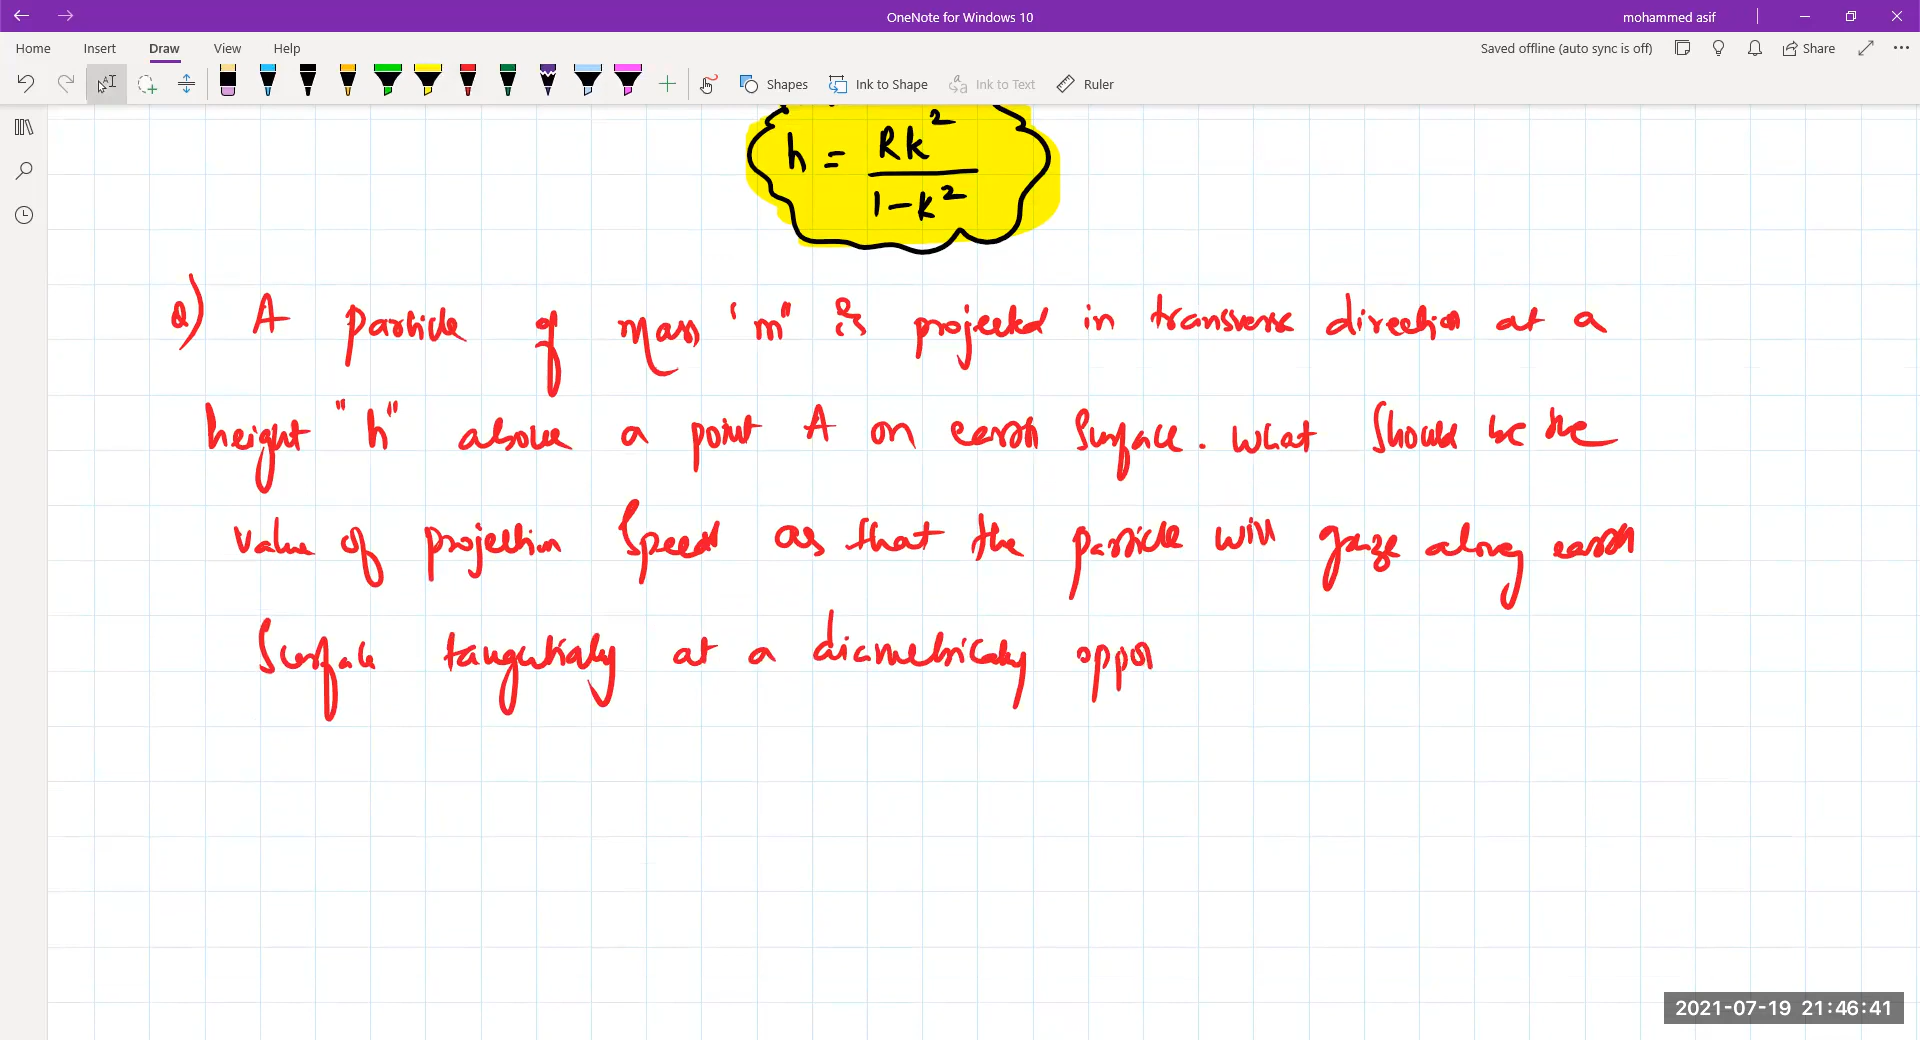 OneNote for Windows 10
mohammed asif
Home Insert Draw View Help
Saved offline (auto sync is off) Share
Shapes Ink to Shape Ink to Text Ruler
h = Rk²
1-k²
Q) A particle of mass "m" is projected in transverse direction at a
height "h" above a point A on earth surface. What should be the
value of projection speed as that the particle will graze along earth
surface tangentially at a diametrically oppos
2021-07-19 21:46:41